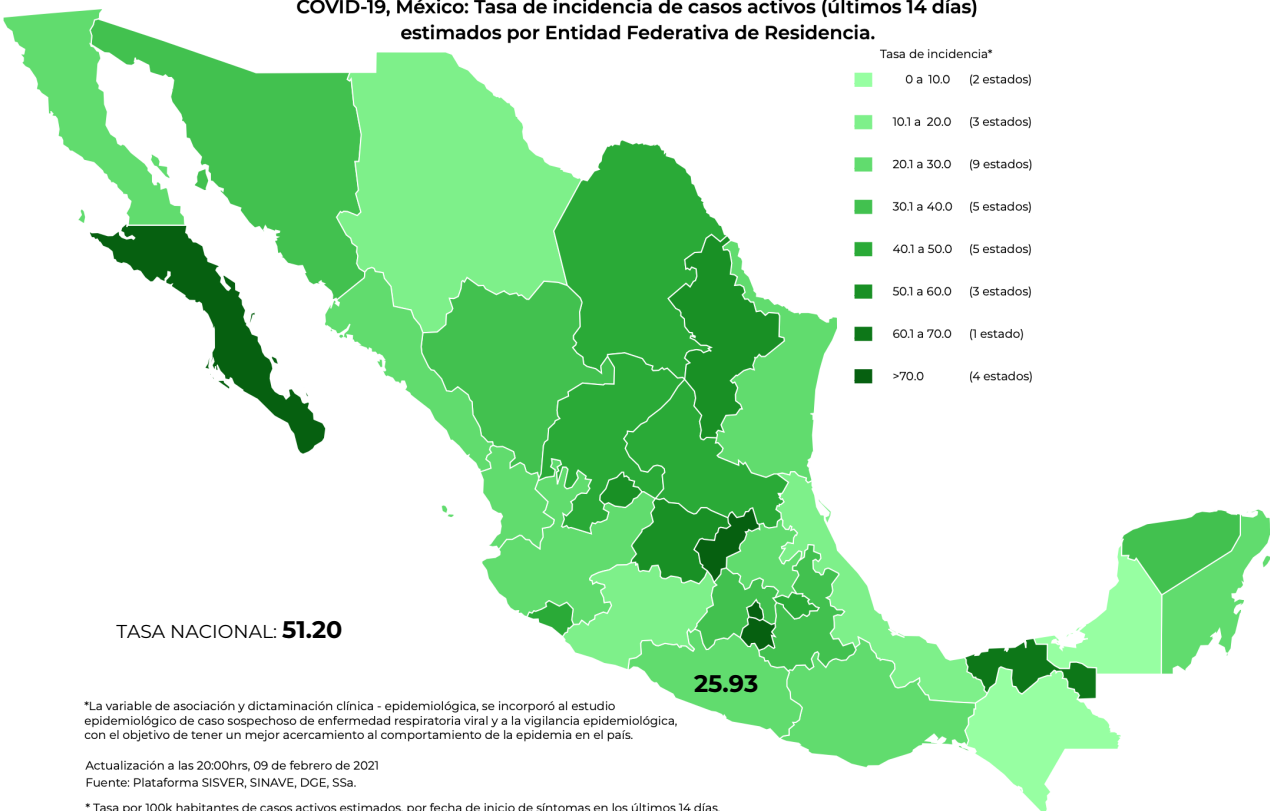 COVID-19, México: Tasa de incidencia de casos activos (últimos 14 días)
estimados por Entidad Federativa de Residencia.
Tasa de incidencia*
0 a 10.0 (2 estados)
10.1 a 20.0 (3 estados)
20.1 a 30.0 (9 estados)
30.1 a 40.0 (5 estados)
40.1 a 50.0 (5 estados)
50.1 a 60.0 (3 estados)
60.1 a 70.0 (1 estado)
>70.0 (4 estados)
TASA NACIONAL: 51.20
25.93
*La variable de asociación y dictaminación clínica - epidemiológica, se incorporó al estudio
epidemiológico de caso sospechoso de enfermedad respiratoria viral y a la vigilancia epidemiológica,
con el objetivo de tener un mejor acercamiento al comportamiento de la epidemia en el país.
Actualización a las 20:00hrs, 09 de febrero de 2021
Fuente: Plataforma SISVER, SINAVE, DGE, SSa.
* Tasa por 100k habitantes de casos activos estimados, por fecha de inicio de síntomas en los últimos 14 días.